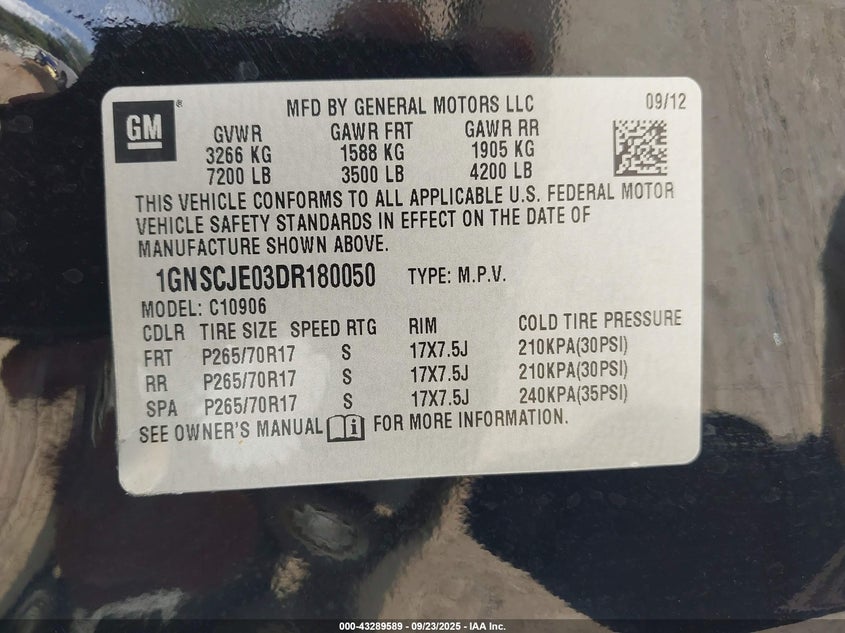 GM
MFD BY GENERAL MOTORS LLC 09/12
GVWR GAWR FRT GAWR RR
3266 KG 1588 KG 1905 KG
7200 LB 3500 LB 4200 LB
THIS VEHICLE CONFORMS TO ALL APPLICABLE U.S. FEDERAL MOTOR
VEHICLE SAFETY STANDARDS IN EFFECT ON THE DATE OF
MANUFACTURE SHOWN ABOVE.
1GNSCJE03DR180050 TYPE: M.P.V.
MODEL: C10906
CDLR TIRE SIZE SPEED RTG RIM COLD TIRE PRESSURE
FRT P265/70R17 S 17X7.5J 210KPA(30PSI)
RR P265/70R17 S 17X7.5J 210KPA(30PSI)
SPA P265/70R17 S 17X7.5J 240KPA(35PSI)
SEE OWNER'S MANUAL i FOR MORE INFORMATION.
000-43289589 - 09/23/2025 - IAA Inc.